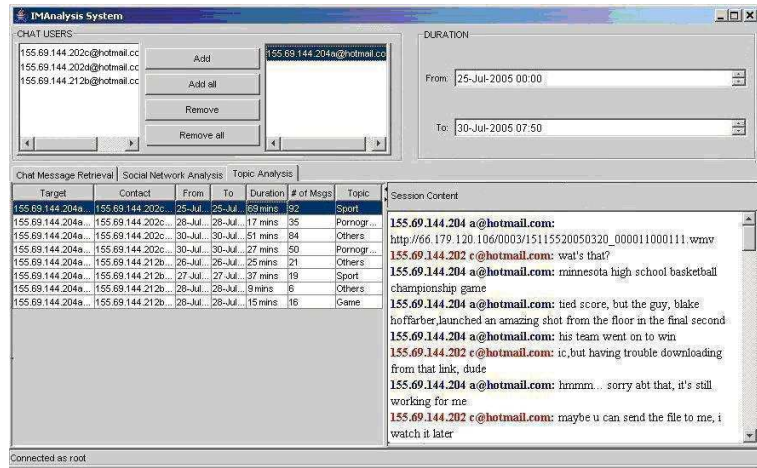 IMAnalysis System
CHAT USERS
155.69.144.202c@hotmail.cc
155.69.144.202d@hotmail.cc
155.69.144.212b@hotmail.cc
Add
Add all
Remove
Remove all
155.69.144.204a@hotmail.co
DURATION
From: 25-Jul-2005 00:00
To: 30-Jul-2005 07:50
Chat Message Retrieval Social Network Analysis Topic Analysis
Target Contact From To Duration # of Msgs Topic
155.69.144.204a... 155.69.144.202c... 25-Jul... 25-Jul... 69 mins 92 Sport
155.69.144.204a... 155.69.144.202c... 28-Jul... 28-Jul... 17 mins 35 Pornogr...
155.69.144.204a... 155.69.144.202c... 30-Jul... 30-Jul... 51 mins 84 Others
155.69.144.204a... 155.69.144.202c... 30-Jul... 30-Jul... 27 mins 50 Pornogr...
155.69.144.204a... 155.69.144.212b... 26-Jul... 26-Jul... 25 mins 21 Others
155.69.144.204a... 155.69.144.212b... 27 Jul... 27 Jul... 37 mins 19 Sport
155.69.144.204a... 155.69.144.212b... 28-Jul... 28-Jul... 9 mins 6 Others
155.69.144.204a... 155.69.144.212b... 28-Jul... 28-Jul... 15 mins 16 Game
Session Content
155.69.144.204 a@hotmail.com:
http://66.179.120.106/0003/15115520050320_000011000111.wmv
155.69.144.202 c@hotmail.com: wat's that?
155.69.144.204 a@hotmail.com: minnesota high school basketball
championship game
155.69.144.204 a@hotmail.com: tied score, but the guy, blake
hoffarber,launched an amazing shot from the floor in the final second
155.69.144.204 a@hotmail.com: his team went on to win
155.69.144.202 c@hotmail.com: ic,but having trouble downloading
from that link, dude
155.69.144.204 a@hotmail.com: hmmm... sorry abt that, it's still
working for me
155.69.144.202 c@hotmail.com: maybe u can send the file to me, i
watch it later
Connected as root